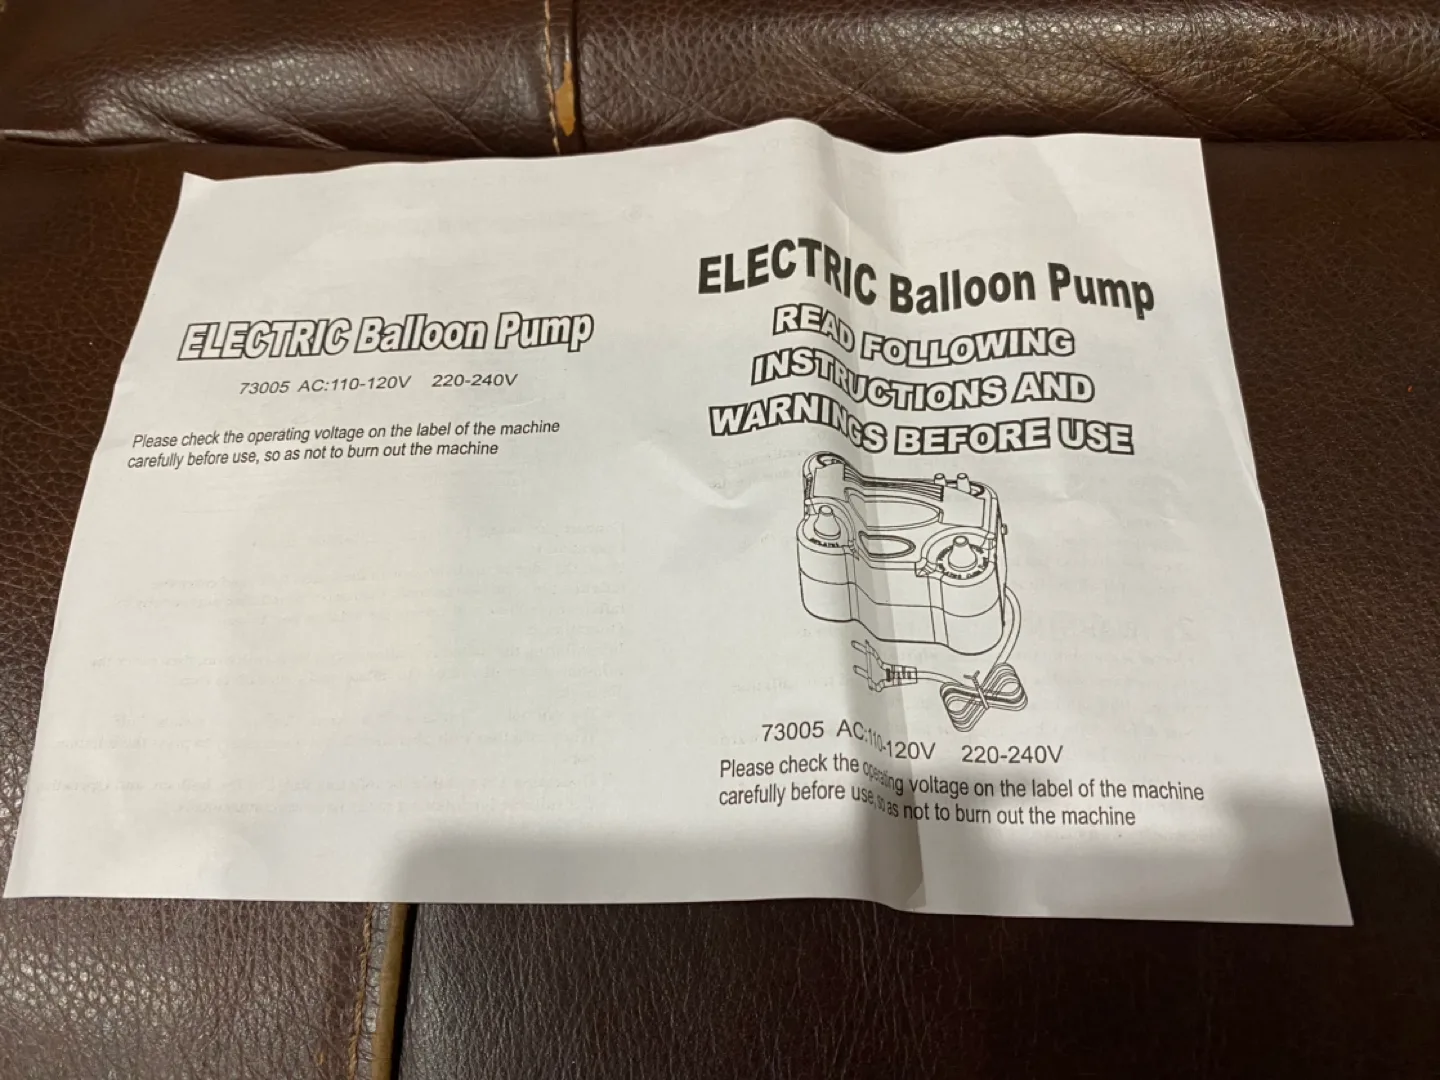 ELECTRIC Balloon Pump
73005 AC:110-120V 220-240V
Please check the operating voltage on the label of the machine
carefully before use, so as not to burn out the machine
ELECTRIC Balloon Pump
READ FOLLOWING
INSTRUCTIONS AND
WARNINGS BEFORE USE
73005 AC:110-120V 220-240V
Please check the operating voltage on the label of the machine
carefully before use, so as not to burn out the machine